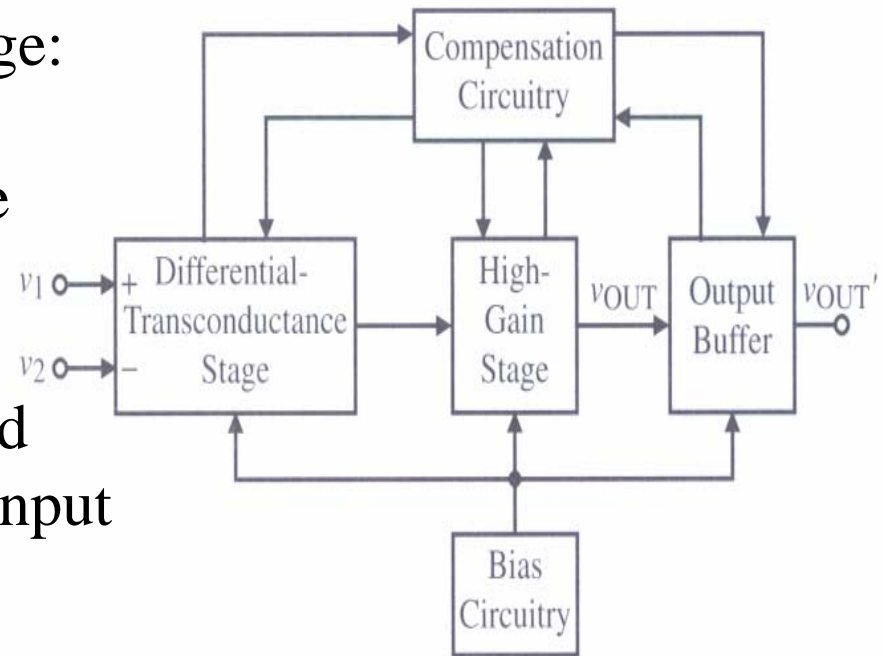 ge:
e
d
nput
Compensation
Circuitry
v1
+
v2
−
Differential-
Transconductance
Stage
High-
Gain
Stage
vOUT
Output
Buffer
vOUT'
Bias
Circuitry